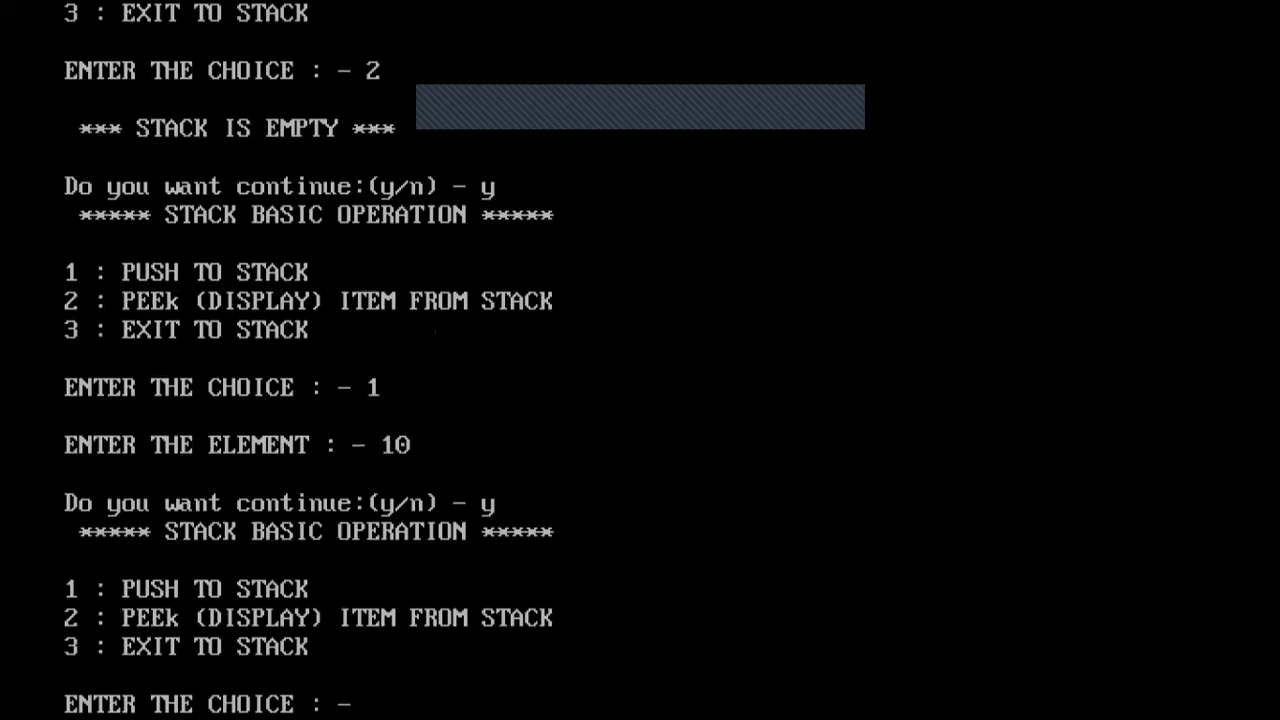 3 : EXIT TO STACK
ENTER THE CHOICE : - 2
*** STACK IS EMPTY ***
Do you want continue:(y/n) - y
***** STACK BASIC OPERATION *****
1 : PUSH TO STACK
2 : PEEk (DISPLAY) ITEM FROM STACK
3 : EXIT TO STACK
ENTER THE CHOICE : - 1
ENTER THE ELEMENT : - 10
Do you want continue:(y/n) - y
***** STACK BASIC OPERATION *****
1 : PUSH TO STACK
2 : PEEk (DISPLAY) ITEM FROM STACK
3 : EXIT TO STACK
ENTER THE CHOICE : -